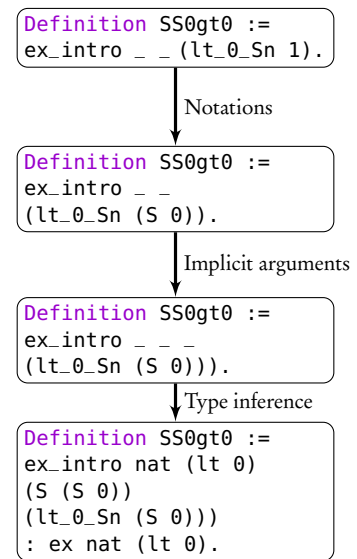 Definition SS0gt0 :=
ex_intro _ _ (lt_0_Sn 1).
Notations
Definition SS0gt0 :=
ex_intro _ _
(lt_0_Sn (S 0)).
Implicit arguments
Definition SS0gt0 :=
ex_intro _ _ _
(lt_0_Sn (S 0))).
Type inference
Definition SS0gt0 :=
ex_intro nat (lt 0)
(S (S 0))
(lt_0_Sn (S 0)))
: ex nat (lt 0).